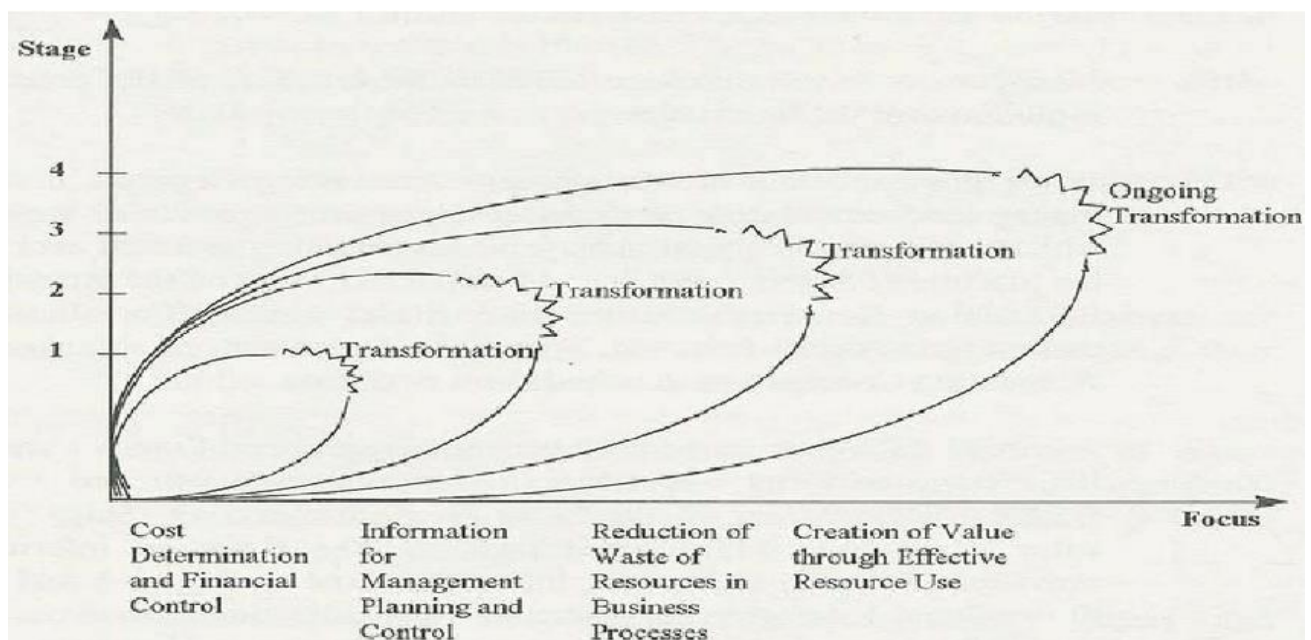 Stage
4
3
2
1
Ongoing
Transformation
Transformation
Transformation
Transformation
Focus
Cost
Determination
and Financial
Control
Information
for
Management
Planning and
Control
Reduction of
Waste of
Resources in
Business
Processes
Creation of Value
through Effective
Resource Use